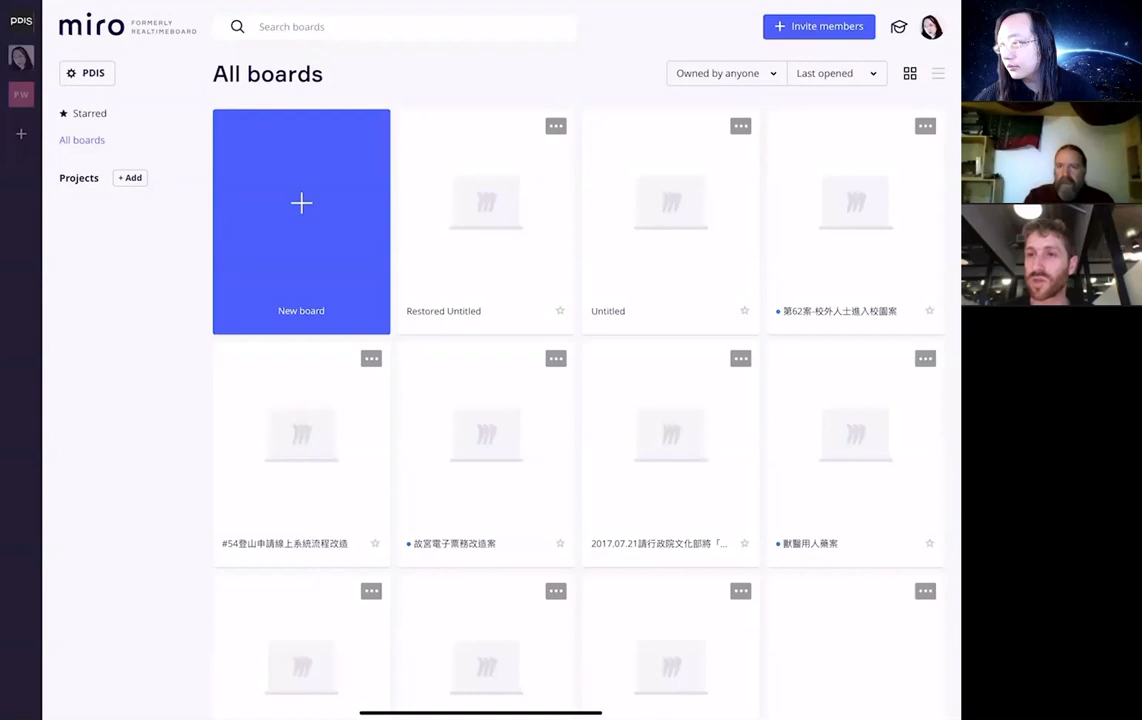 PDIS
miro
FORMERLY
REALTIMEBOARD
Search boards
Invite members
PW
PDIS
Starred
All boards
Projects
+ Add
All boards
Owned by anyone
Last opened
New board
Restored Untitled
Untitled
第62案-校外人士進入校園案
#54登山申請線上系統流程改造
故宮電子票務改造案
2017.07.21請行政院文化部將「...
獸醫用人藥案